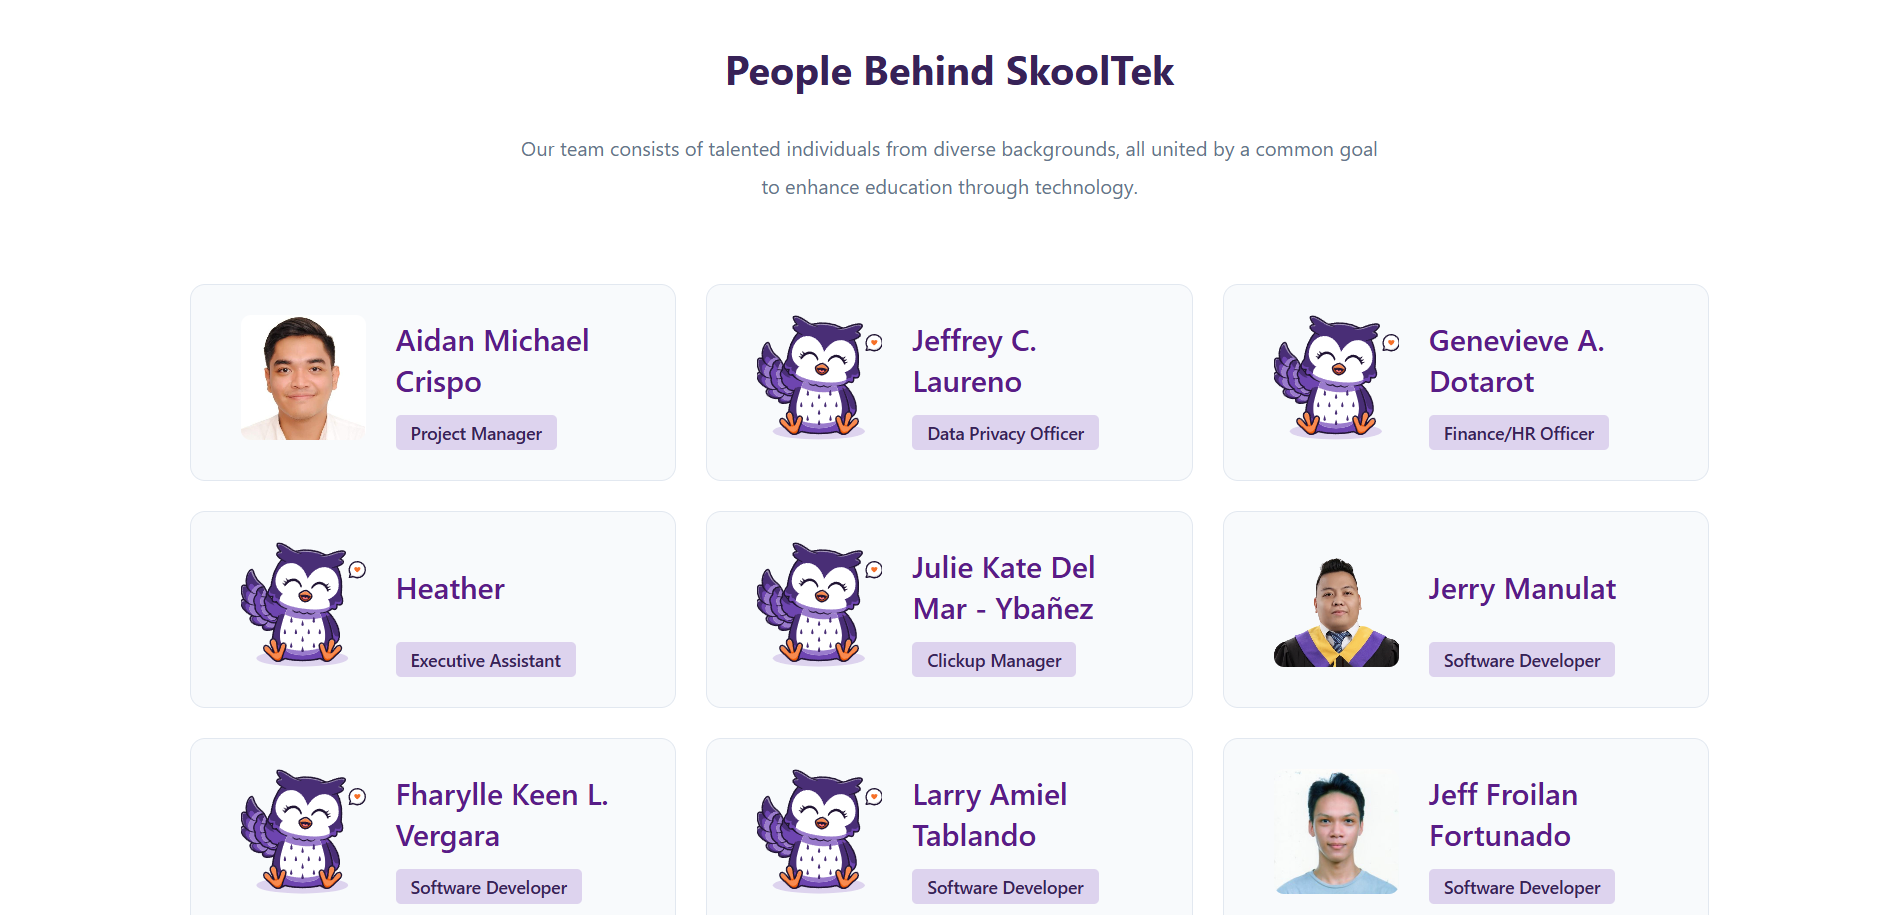 People Behind SkoolTek
Our team consists of talented individuals from diverse backgrounds, all united by a common goal
to enhance education through technology.
Aidan Michael
Crispo
Project Manager
Jeffrey C.
Laureno
Data Privacy Officer
Genevieve A.
Dotarot
Finance/HR Officer
Heather
Executive Assistant
Julie Kate Del
Mar - Ybañez
Clickup Manager
Jerry Manulat
Software Developer
Fharylle Keen L.
Vergara
Software Developer
Larry Amiel
Tablando
Software Developer
Jeff Froilan
Fortunado
Software Developer